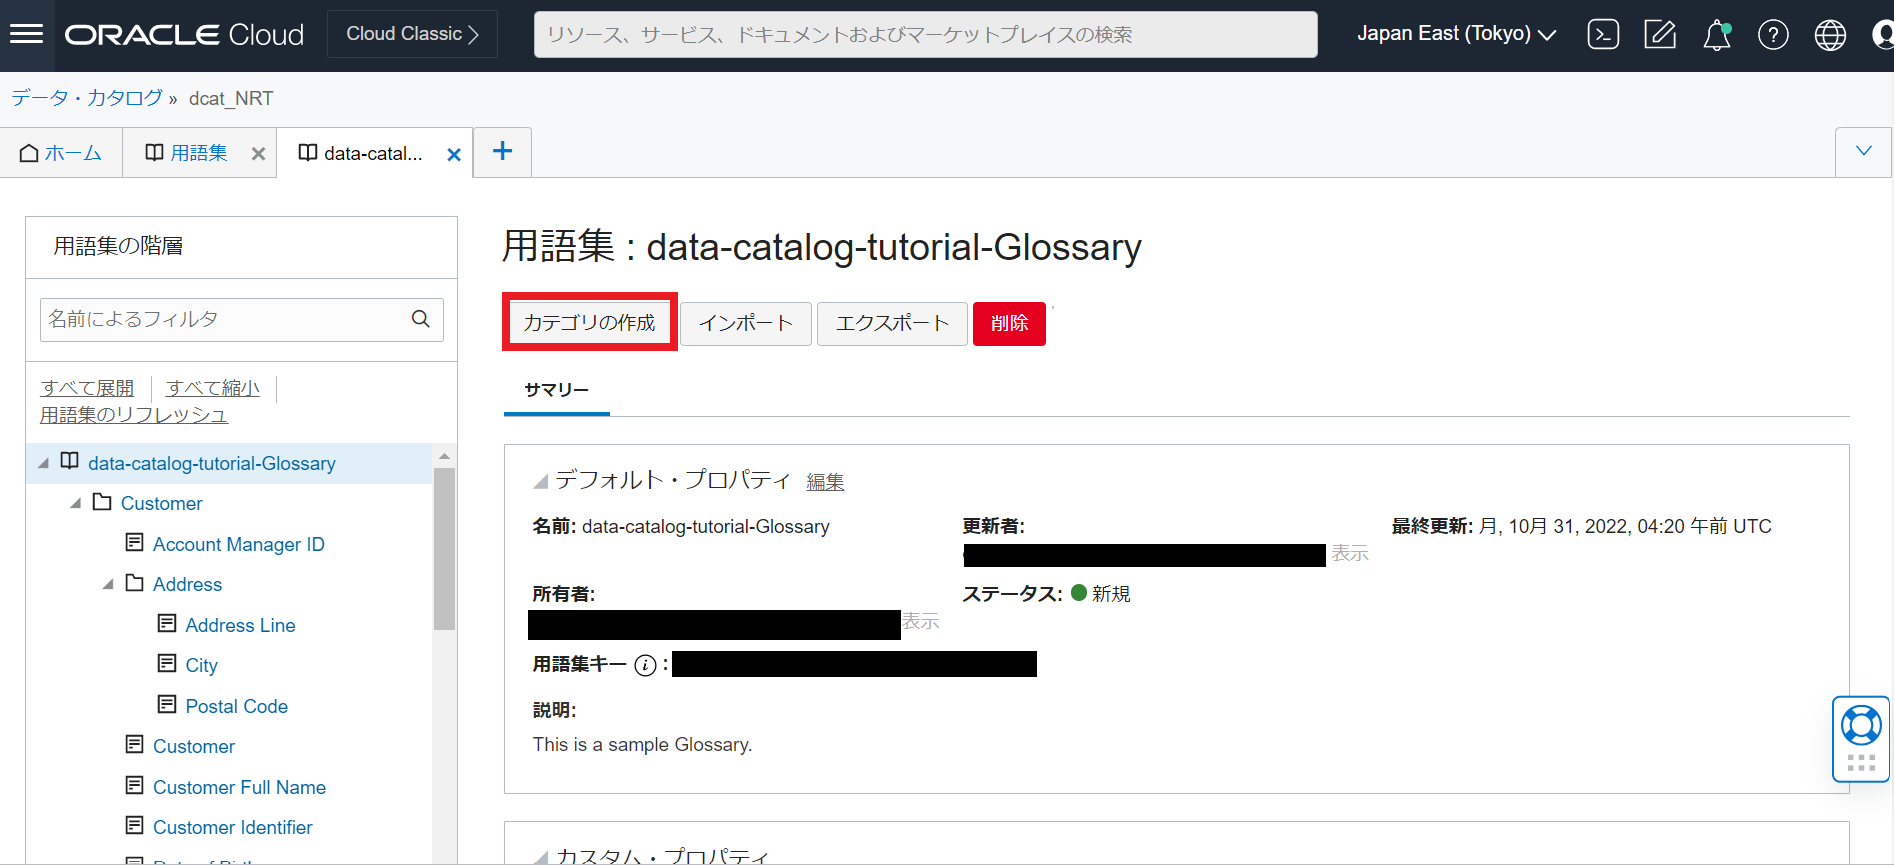 ORACLE Cloud
Cloud Classic
リソース、サービス、ドキュメントおよびマーケットプレイスの検索
Japan East (Tokyo)
データ・カタログ » dcat_NRT
ホーム
用語集
data-catal...
用語集の階層
名前によるフィルタ
すべて展開
すべて縮小
用語集のリフレッシュ
data-catalog-tutorial-Glossary
Customer
Account Manager ID
Address
Address Line
City
Postal Code
Customer
Customer Full Name
Customer Identifier
用語集 : data-catalog-tutorial-Glossary
カテゴリの作成
インポート
エクスポート
削除
サマリー
デフォルト・プロパティ 編集
名前: data-catalog-tutorial-Glossary
更新者:
表示
最終更新: 月, 10月 31, 2022, 04:20 午前 UTC
所有者:
表示
ステータス: 新規
用語集キー :
説明:
This is a sample Glossary.
カスタム・プロパティ